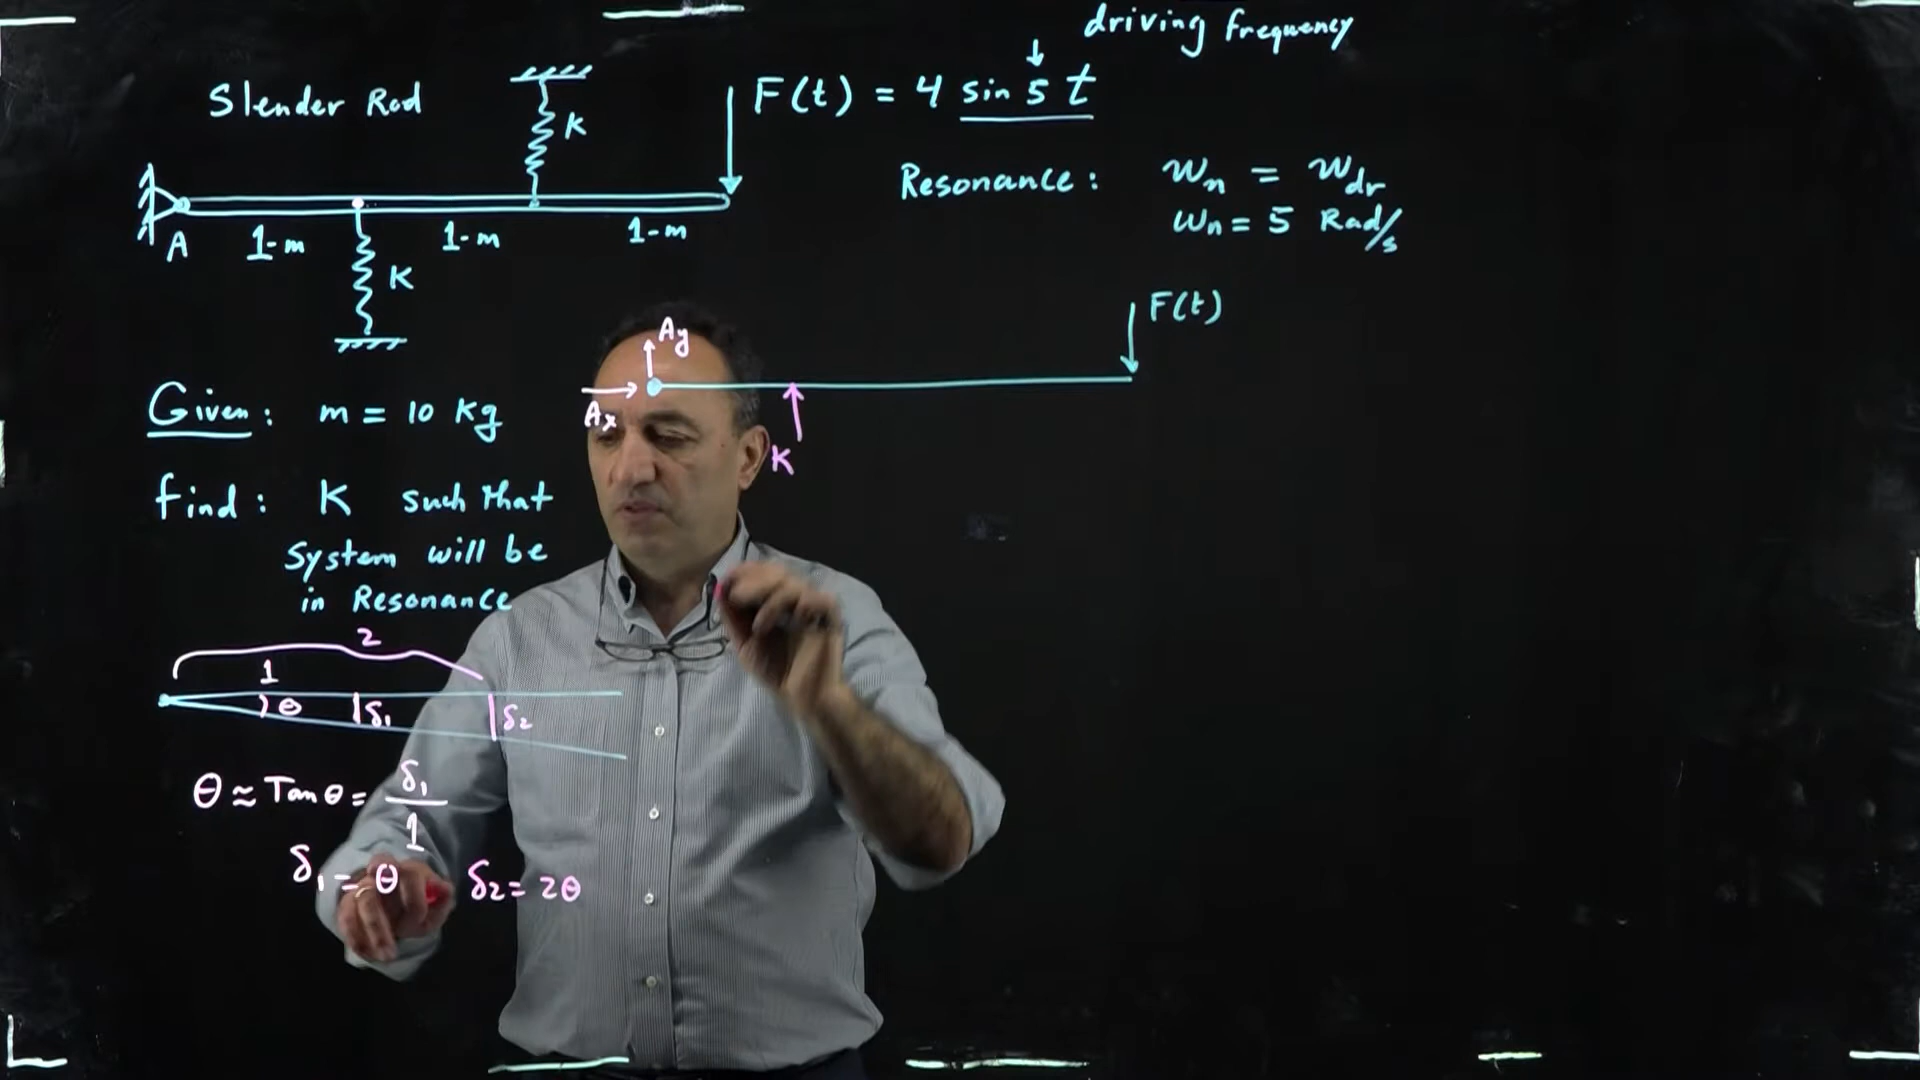 driving frequency
Slender Rod
K
F(t) = 4 sin 5 t
Resonance: wn = wdr
wn = 5 Rad/s
A
1-m
1-m
1-m
K
F(t)
Ay
Ax
K
Given: m = 10 Kg
find: K such that
System will be
in Resonance
2
1
θ
δ1
δ2
θ ≈ Tan θ = δ1/1
δ1 = θ
δ2 = 2θ